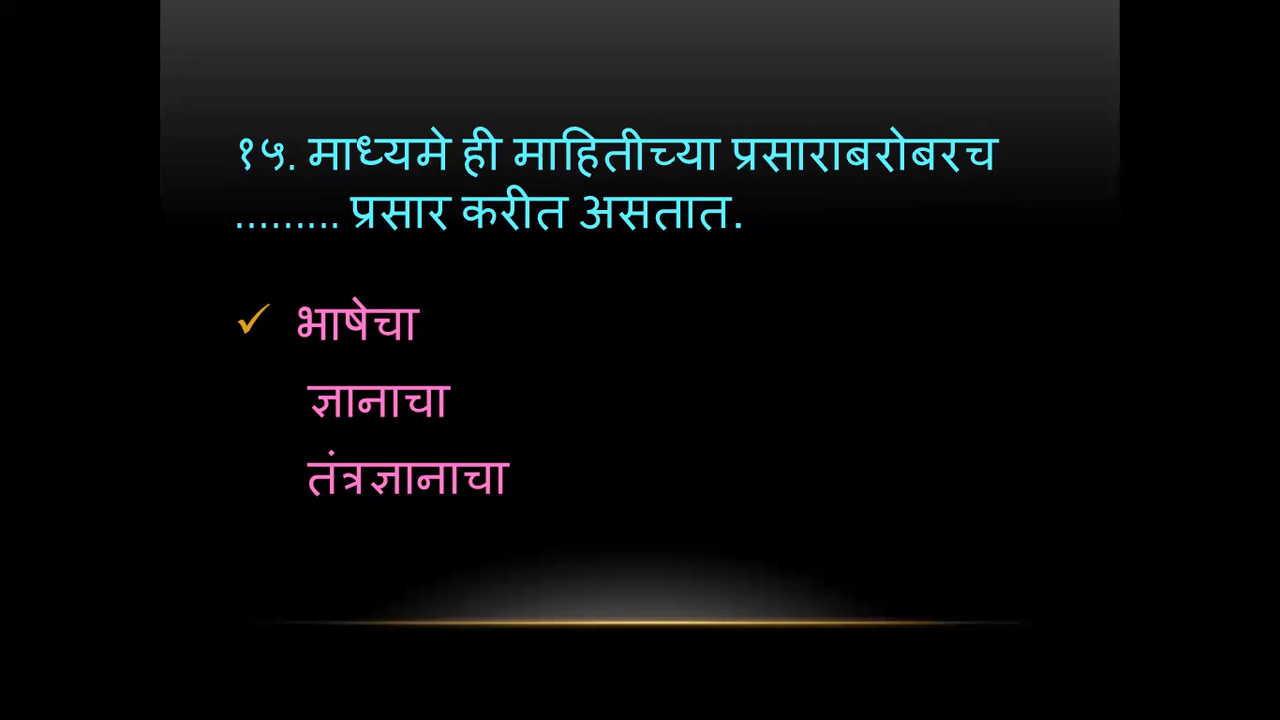 १५. माध्यमे ही माहितीच्या प्रसाराबरोबरच
......... प्रसार करीत असतात.
✓ भाषेचा
ज्ञानाचा
तंत्रज्ञानाचा